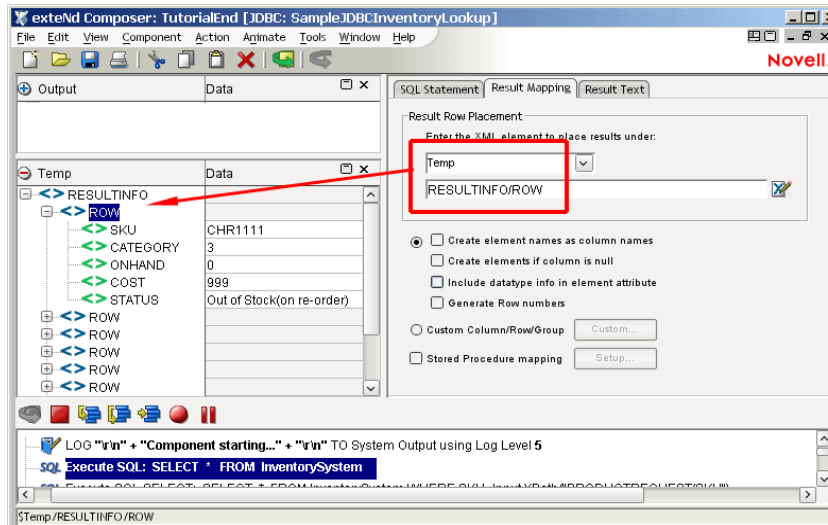 exteNd Composer: TutorialEnd [JDBC: SampleJDBCInventoryLookup]
File Edit View Component Action Animate Tools Window Help
Novell.
Output Data
SQL Statement Result Mapping Result Text
Result Row Placement
Enter the XML element to place results under:
Temp
RESULTINFO/ROW
Temp Data
RESULTINFO
ROW
SKU CHR1111
CATEGORY 3
ONHAND 0
COST 999
STATUS Out of Stock(on re-order)
ROW
ROW
ROW
ROW
ROW
Create element names as column names
Create elements if column is null
Include datatype info in element attribute
Generate Row numbers
Custom Column/Row/Group Custom...
Stored Procedure mapping Setup...
LOG "\r\n" + "Component starting..." + "\r\n" TO System Output using Log Level 5
SQL Execute SQL: SELECT * FROM InventorySystem
$Temp/RESULTINFO/ROW